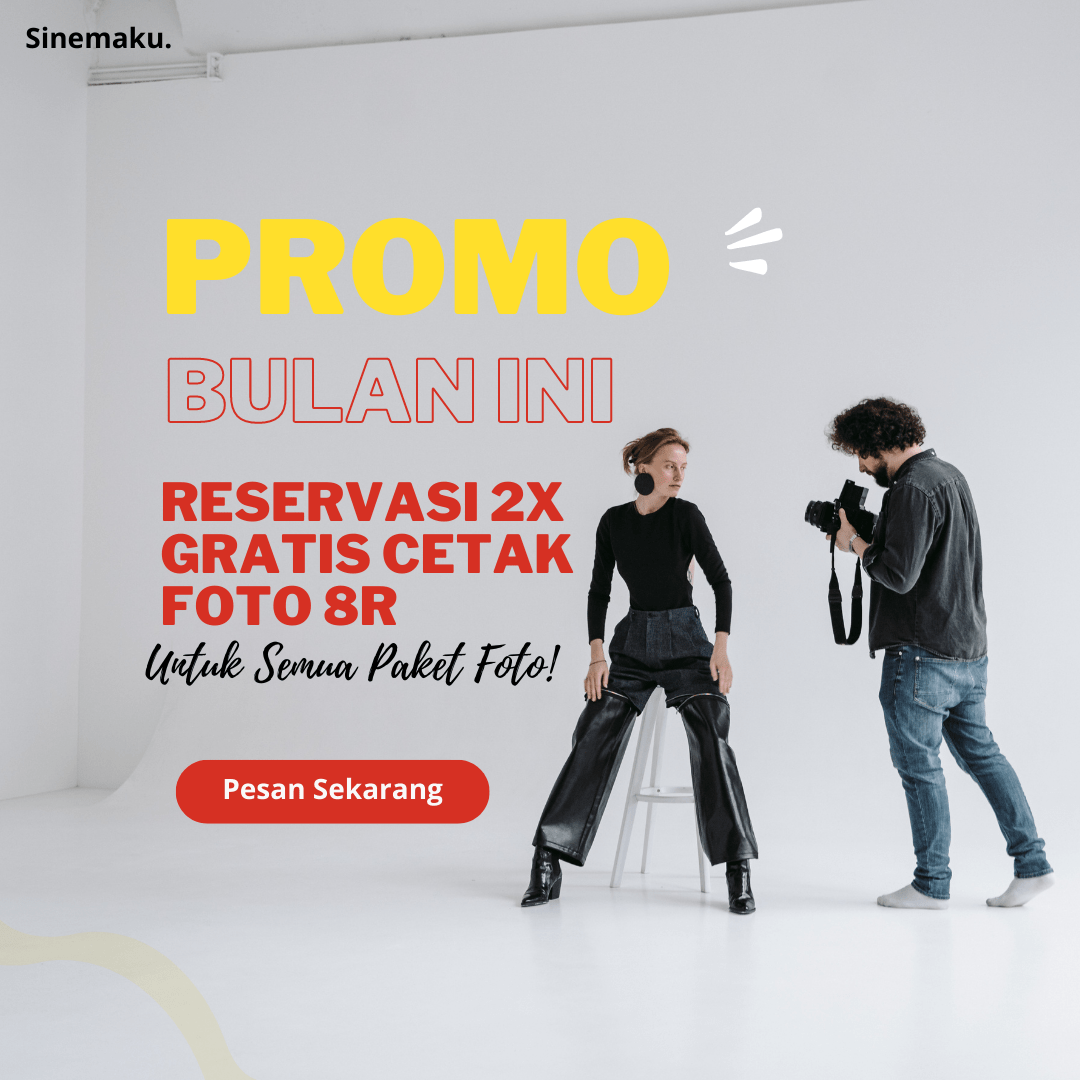 Sinemaku.
PROMO
BULAN INI
RESERVASI 2X
GRATIS CETAK
FOTO 8R
Untuk Semua Paket Foto!
Pesan Sekarang